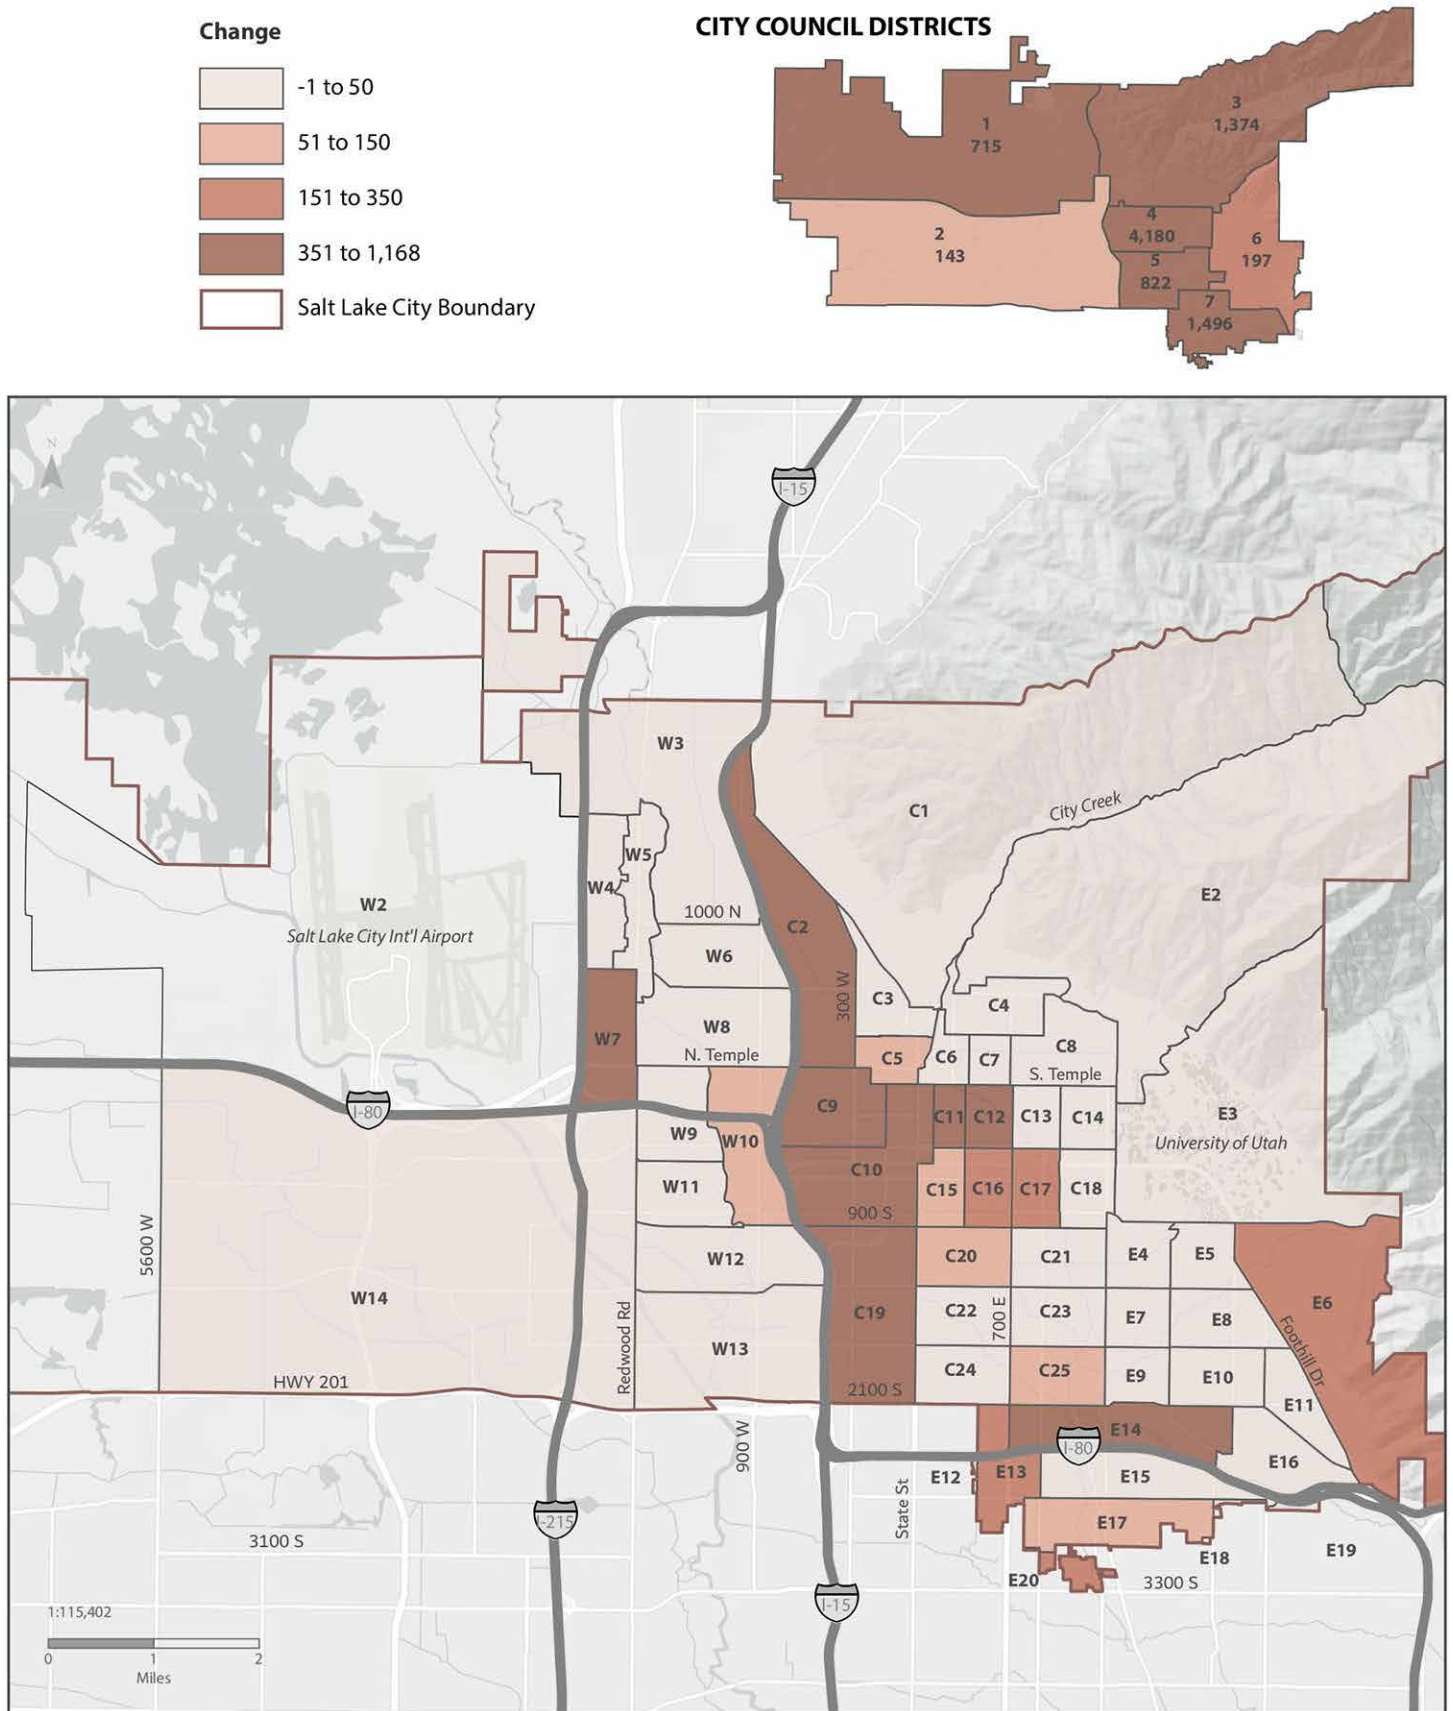 Change
-1 to 50
51 to 150
151 to 350
351 to 1,168
Salt Lake City Boundary
CITY COUNCIL DISTRICTS
1
715
3
1,374
2
143
4
4,180
5
822
6
197
7
1,496
N
I-15
W3
C1
City Creek
W5
W4
E2
W2
Salt Lake City Int'l Airport
1000 N
C2
W6
300 W
C3
C4
W8
W7
N. Temple
C5
C6
C7
C8
S. Temple
I-80
C9
C11
C12
C13
C14
E3
University of Utah
W9
W10
C10
W11
C15
C16
C17
C18
900 S
5600 W
W12
C20
C21
E4
E5
W14
C19
C22
700 E
C23
E7
E8
E6
Foothill Dr
Redwood Rd
W13
C24
C25
E9
E10
E11
HWY 201
2100 S
900 W
E14
I-80
E12
E13
E15
E16
State St
I-215
E17
3100 S
E18
E19
E20
3300 S
I-15
1:115,402
0 1 2
Miles